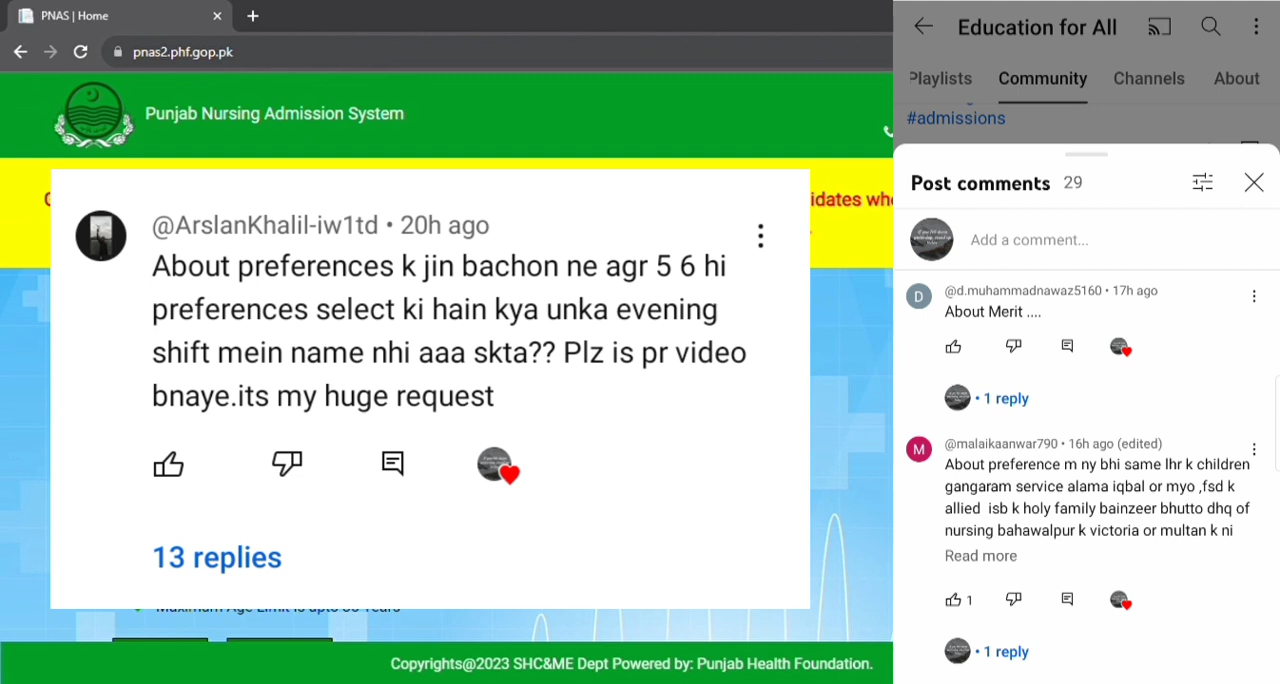 PNAS | Home
pnas2.phf.gop.pk
Punjab Nursing Admission System
idates who
@ArslanKhalil-iw1td • 20h ago
About preferences k jin bachon ne agr 5 6 hi
preferences select ki hain kya unka evening
shift mein name nhi aaa skta?? Plz is pr video
bnaye.its my huge request
13 replies
Maximum Age Limit is upto 35 Years
Copyrights@2023 SHC&ME Dept Powered by: Punjab Health Foundation.
Education for All
Playlists Community Channels About
#admissions
Post comments 29
Add a comment...
D
@d.muhammadnawaz5160 • 17h ago
About Merit ....
• 1 reply
M
@malaikaanwar790 • 16h ago (edited)
About preference m ny bhi same lhr k children
gangaram service alama iqbal or myo ,fsd k
allied isb k holy family bainzeer bhutto dhq of
nursing bahawalpur k victoria or multan k ni
Read more
1
• 1 reply